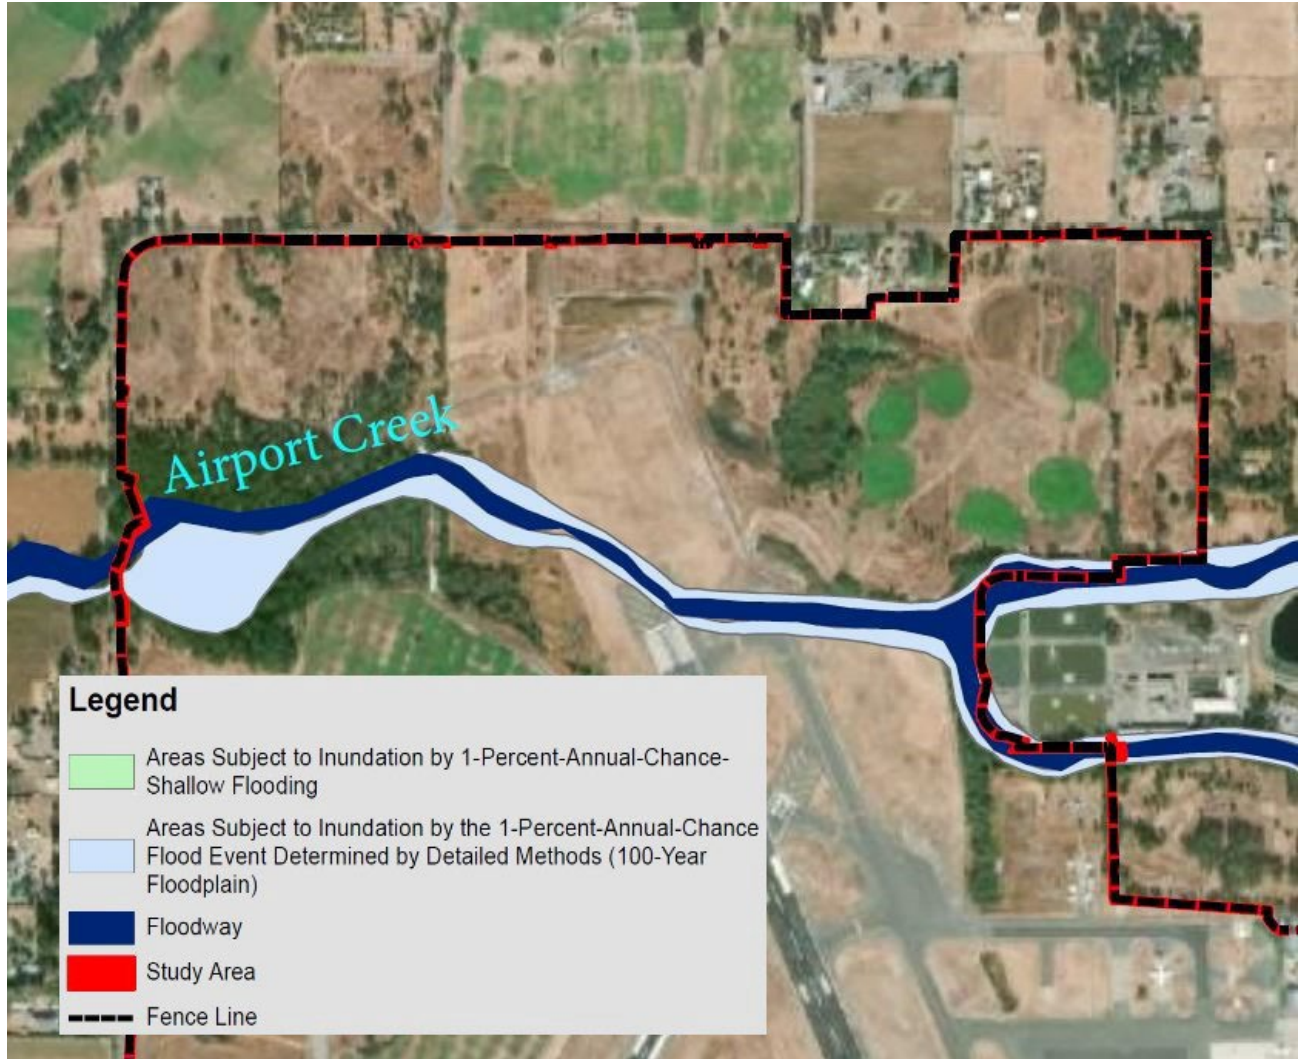 Airport Creek
Legend
Areas Subject to Inundation by 1-Percent-Annual-Chance-
Shallow Flooding
Areas Subject to Inundation by the 1-Percent-Annual-Chance
Flood Event Determined by Detailed Methods (100-Year
Floodplain)
Floodway
Study Area
Fence Line